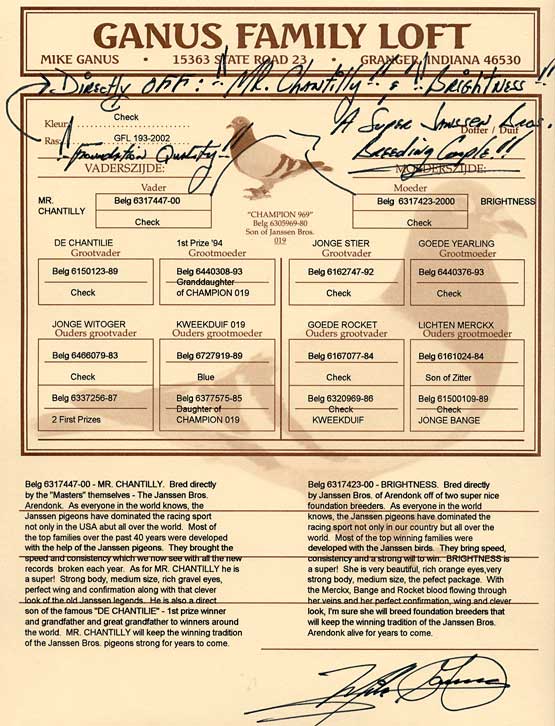 GANUS FAMILY LOFT
MIKE GANUS • 15363 STATE ROAD 23 • GRANGER, INDIANA 46530
Directly off: "Mr. Chantilly" & "Brightness"!!
Kleur Check
Ras GFL 193-2002
"A Super Janssen Bros.
Doffer / Duif
"Foundation Quality"
Breeding Couple"!!
VADERSZIJDE:
MOEDERSZIJDE:
Vader
Moeder
MR. CHANTILLY
Belg 6317447-00
Check
Belg 6317423-2000
Check
BRIGHTNESS
"CHAMPION 969"
Belg 6305969-80
Son of Janssen Bros.
019
DE CHANTILIE
Grootvader
Belg 6150123-89
Check
1st Prize '94
Grootmoeder
Belg 6440308-93
Granddaughter
of CHAMPION 019
JONGE STIER
Grootvader
Belg 6162747-92
Check
GOEDE YEARLING
Grootmoeder
Belg 6440376-93
Check
JONGE WITOGER
Ouders grootvader
Belg 6466079-83
Check
Belg 6337256-87
2 First Prizes
KWEEKDUIF 019
Ouders grootmoeder
Belg 6727919-89
Blue
Belg 6377575-85
Daughter of
CHAMPION 019
GOEDE ROCKET
Ouders grootvader
Belg 6167077-84
Check
Belg 6320969-86
Check
KWEEKDUIF
LICHTEN MERCKX
Ouders grootmoeder
Belg 6161024-84
Son of Zitter
Belg 61500109-89
Check
JONGE BANGE
Belg 6317447-00 - MR. CHANTILLY. Bred directly
by the "Masters" themselves - The Janssen Bros.
Arendonk. As everyone in the world knows, the
Janssen pigeons have dominated the racing sport
not only in the USA abut all over the world. Most of
the top families over the past 40 years were developed
with the help of the Janssen pigeons. They brought the
speed and consistency which we now see with all the new
records broken each year. As for MR. CHANTILLY he is
a super! Strong body, medium size, rich gravel eyes,
perfect wing and confirmation along with that clever
look of the old Janssen legends. He is also a direct
son of the famous "DE CHANTILIE" - 1st prize winner
and grandfather and great grandfather to winners around
the world. MR. CHANTILLY will keep the winning tradition
of the Janssen Bros. pigeons strong for years to come.
Belg 6317423-00 - BRIGHTNESS. Bred directly
by Janssen Bros. of Arendonk off of two super nice
foundation breeders. As everyone in the world
knows, the Janssen pigeons have dominated the
racing sport not only in our country but all over the
world. Most of the top winning families were
developed with the Janssen birds. They bring speed,
consistency and a strong will to win. BRIGHTNESS is
a super! She is very beautiful, rich orange eyes,very
strong body, medium size, the pefect package. With
the Merckx, Bange and Rocket blood flowing through
her veins and her perfect confirmation, wing and clever
look, I'm sure she will breed foundation breeders that
will keep the winning tradition of the Janssen Bros.
Arendonk alive for years to come.